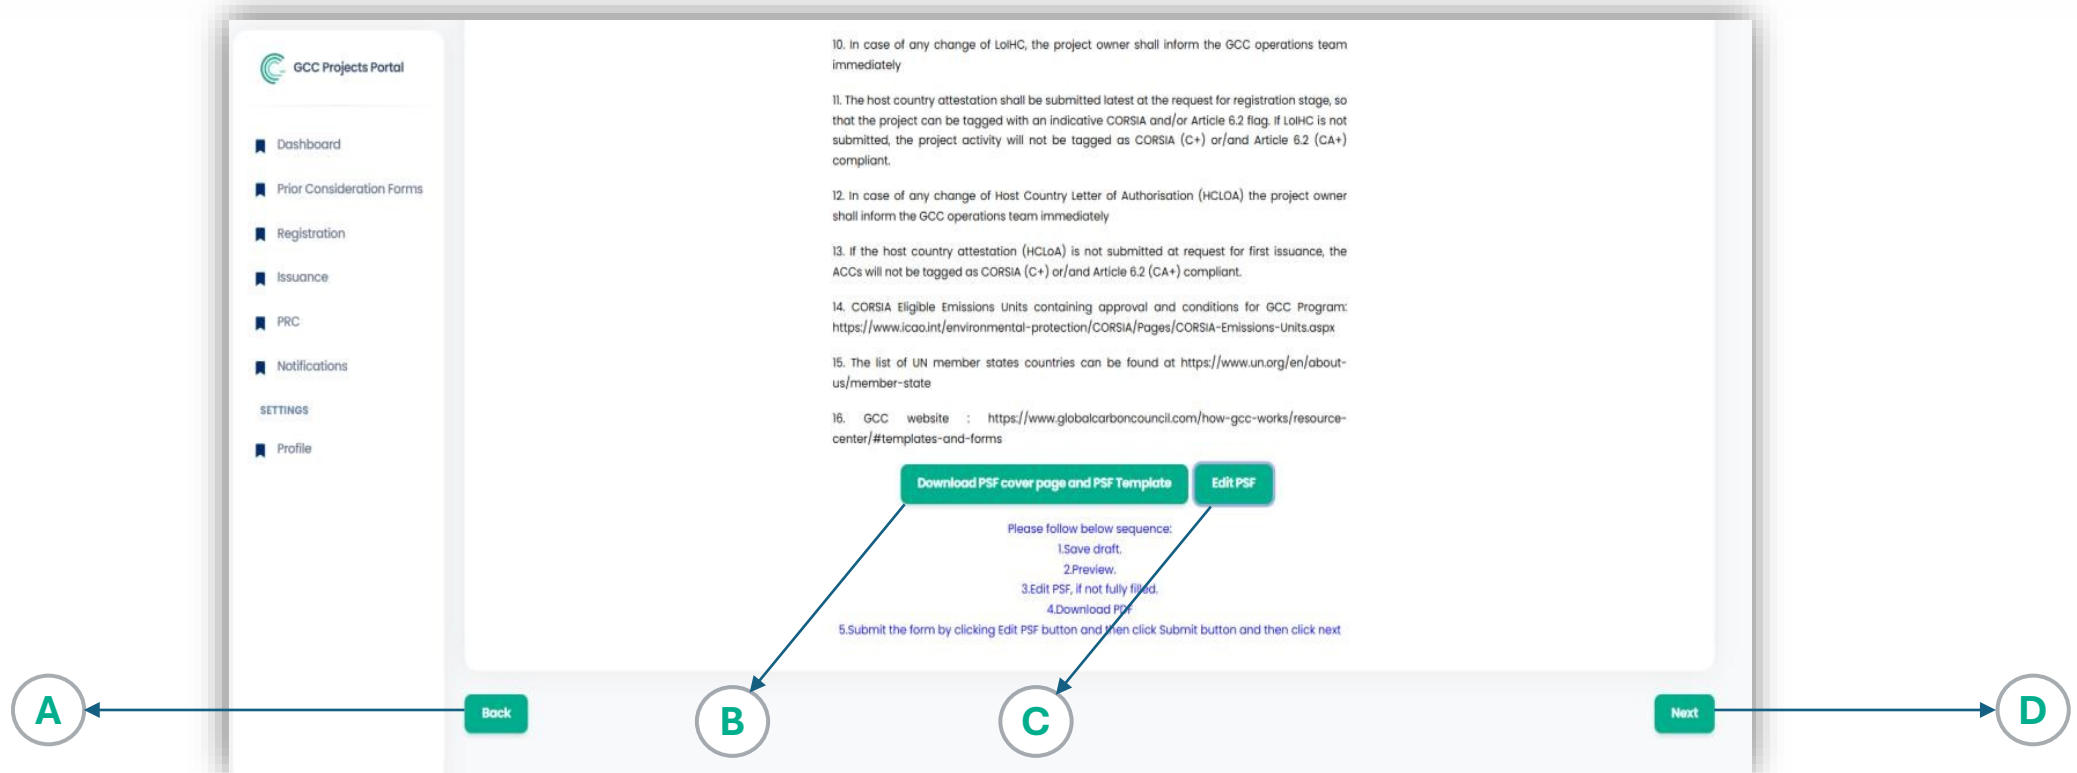 GCC Projects Portal
Dashboard
Prior Consideration Forms
Registration
Issuance
PRC
Notifications
SETTINGS
Profile
10. In case of any change of LoIHC, the project owner shall inform the GCC operations team
immediately
11. The host country attestation shall be submitted latest at the request for registration stage, so
that the project can be tagged with an indicative CORSIA and/or Article 6.2 flag. If LoIHC is not
submitted, the project activity will not be tagged as CORSIA (C+) or/and Article 6.2 (CA+)
compliant.
12. In case of any change of Host Country Letter of Authorisation (HCLOA) the project owner
shall inform the GCC operations team immediately
13. If the host country attestation (HCLoA) is not submitted at request for first issuance, the
ACCs will not be tagged as CORSIA (C+) or/and Article 6.2 (CA+) compliant.
14. CORSIA Eligible Emissions Units containing approval and conditions for GCC Program:
https://www.icao.int/environmental-protection/CORSIA/Pages/CORSIA-Emissions-Units.aspx
15. The list of UN member states countries can be found at https://www.un.org/en/about-
us/member-state
16. GCC website : https://www.globalcarboncouncil.com/how-gcc-works/resource-
center/#templates-and-forms
Download PSF cover page and PSF Template
Edit PSF
Please follow below sequence:
1.Save draft.
2.Preview.
3.Edit PSF, if not fully filled.
4.Download PDF
5.Submit the form by clicking Edit PSF button and then click Submit button and then click next
Back
Next
A
B
C
D